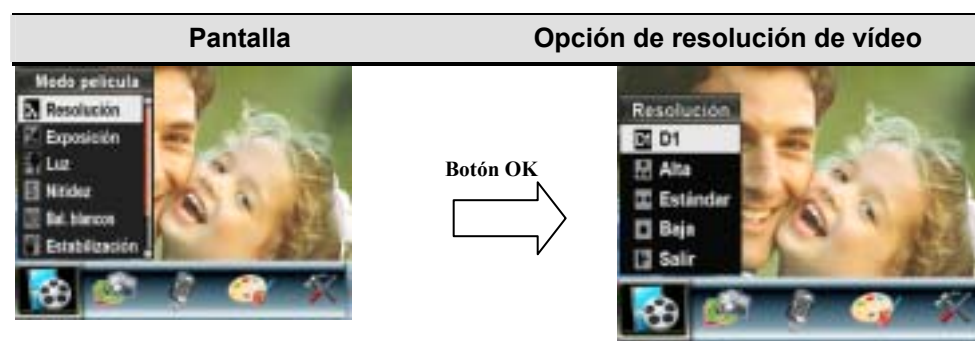 Pantalla
Opción de resolución de vídeo
Modo película
Resolución
Exposición
Luz
Nitidez
Bal. blancos
Estabilización
Botón OK
Resolución
D1
Alta
Estándar
Baja
Salir